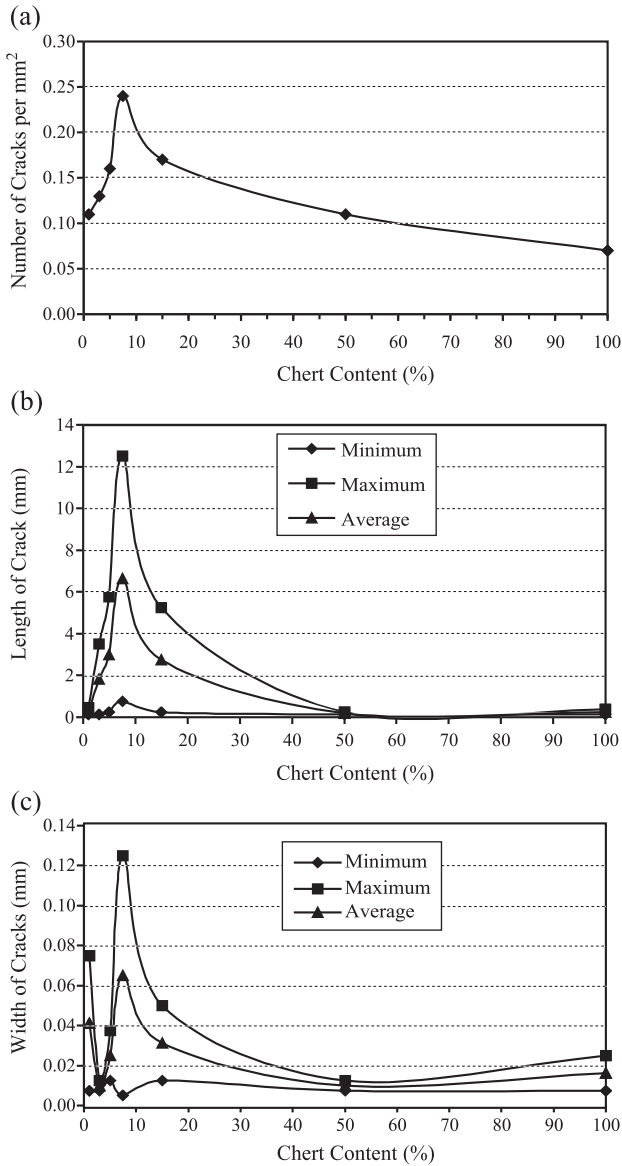 (a)
Number of Cracks per mm²
0.30
0.25
0.20
0.15
0.10
0.05
0.00
0 10 20 30 40 50 60 70 80 90 100
Chert Content (%)
(b)
Length of Crack (mm)
14
12
10
8
6
4
2
0
Minimum
Maximum
Average
0 10 20 30 40 50 60 70 80 90 100
Chert Content (%)
(c)
Width of Cracks (mm)
0.14
0.12
0.10
0.08
0.06
0.04
0.02
0.00
Minimum
Maximum
Average
0 10 20 30 40 50 60 70 80 90 100
Chert Content (%)